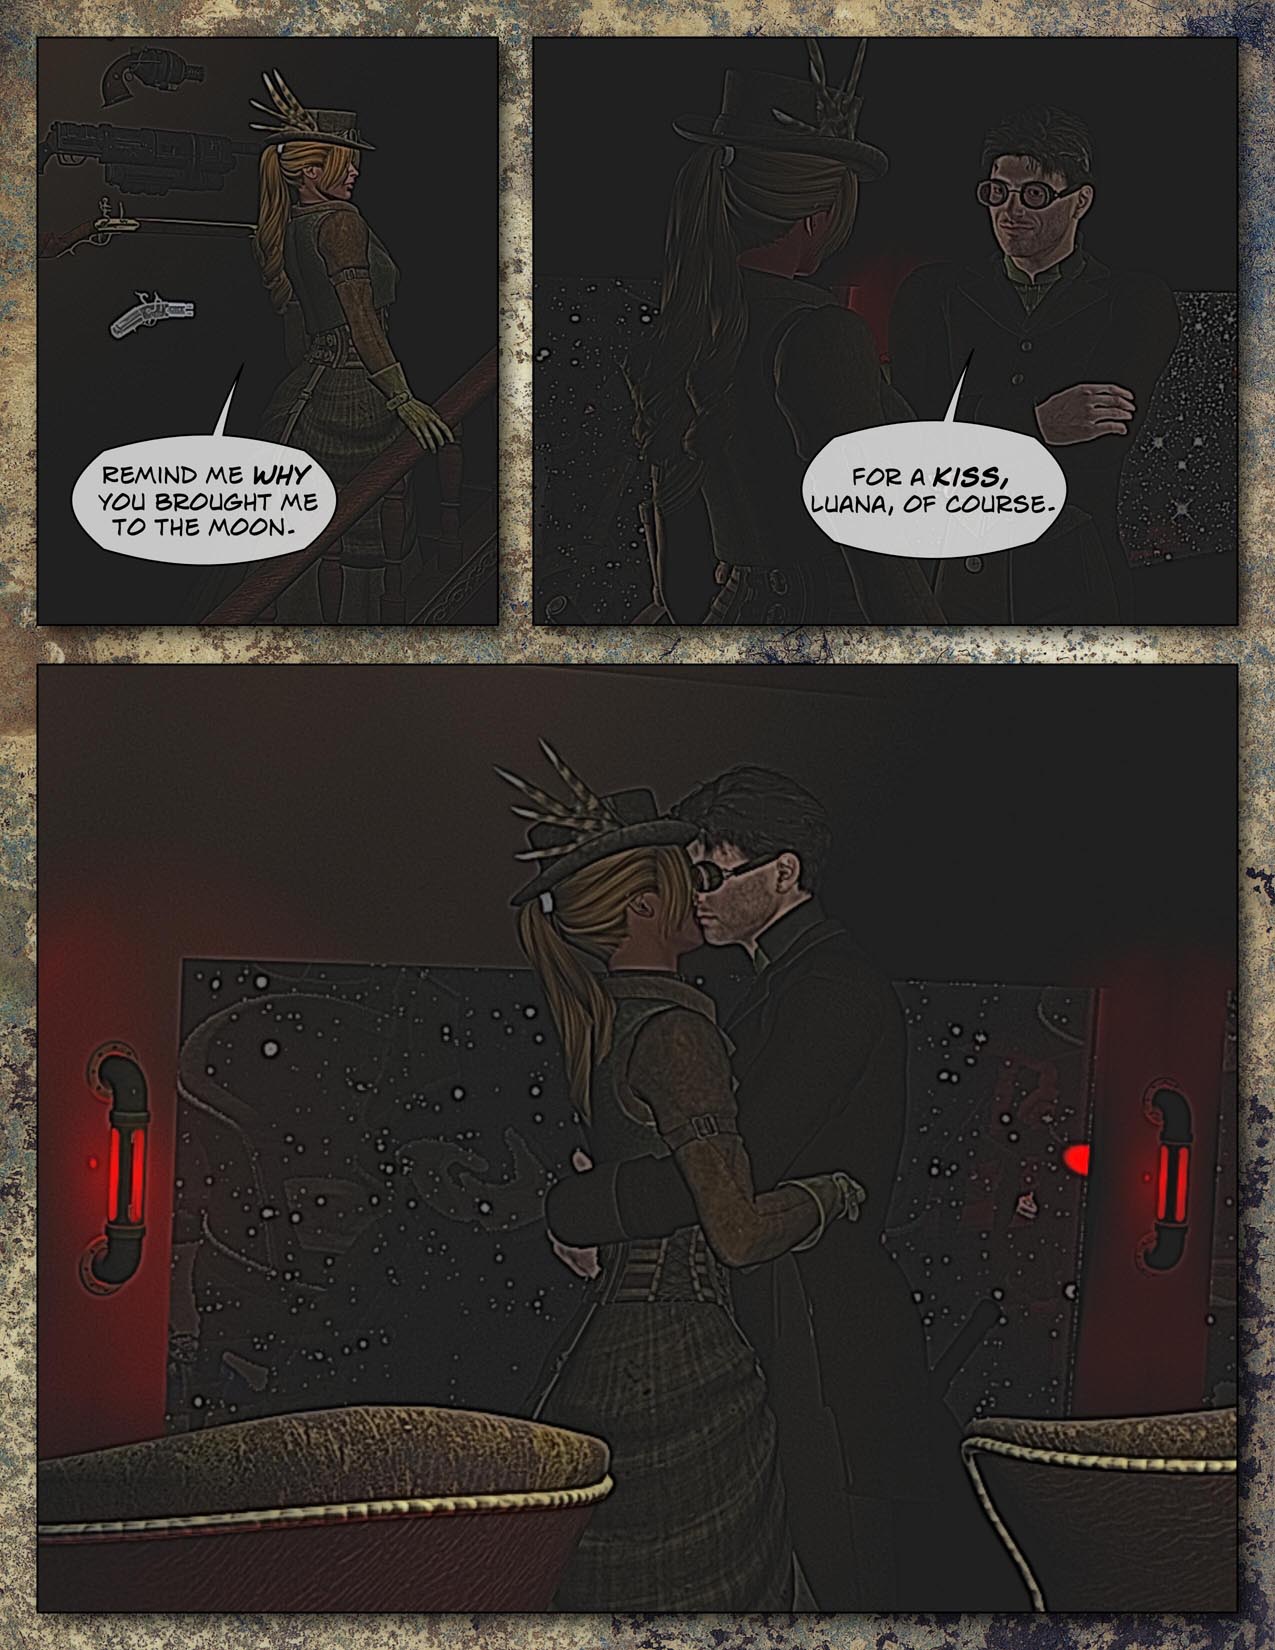 REMIND ME WHY
YOU BROUGHT ME
TO THE MOON.
FOR A KISS,
LUANA, OF COURSE.